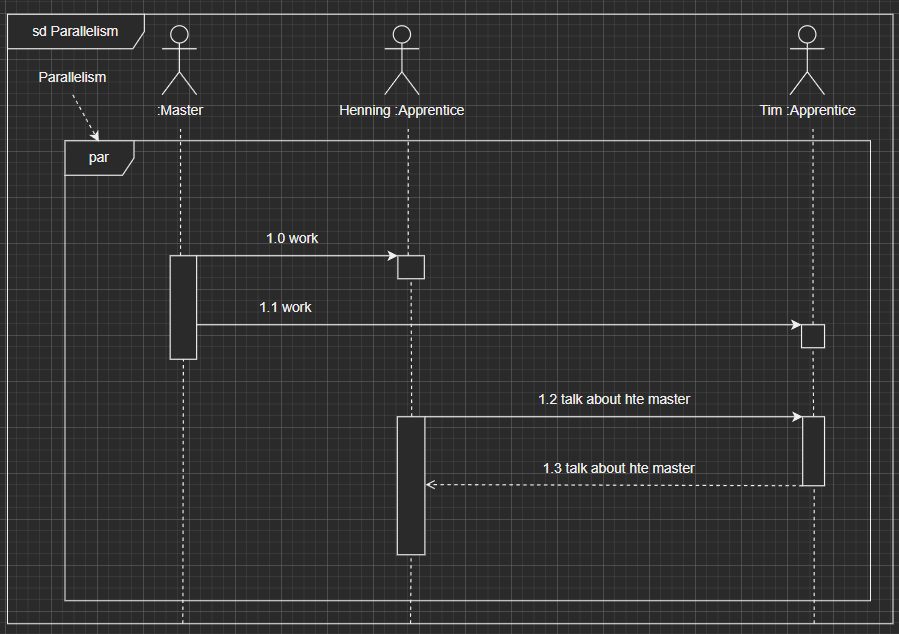 sd Parallelism
Parallelism
:Master
Henning :Apprentice
Tim :Apprentice
par
1.0 work
1.1 work
1.2 talk about hte master
1.3 talk about hte master